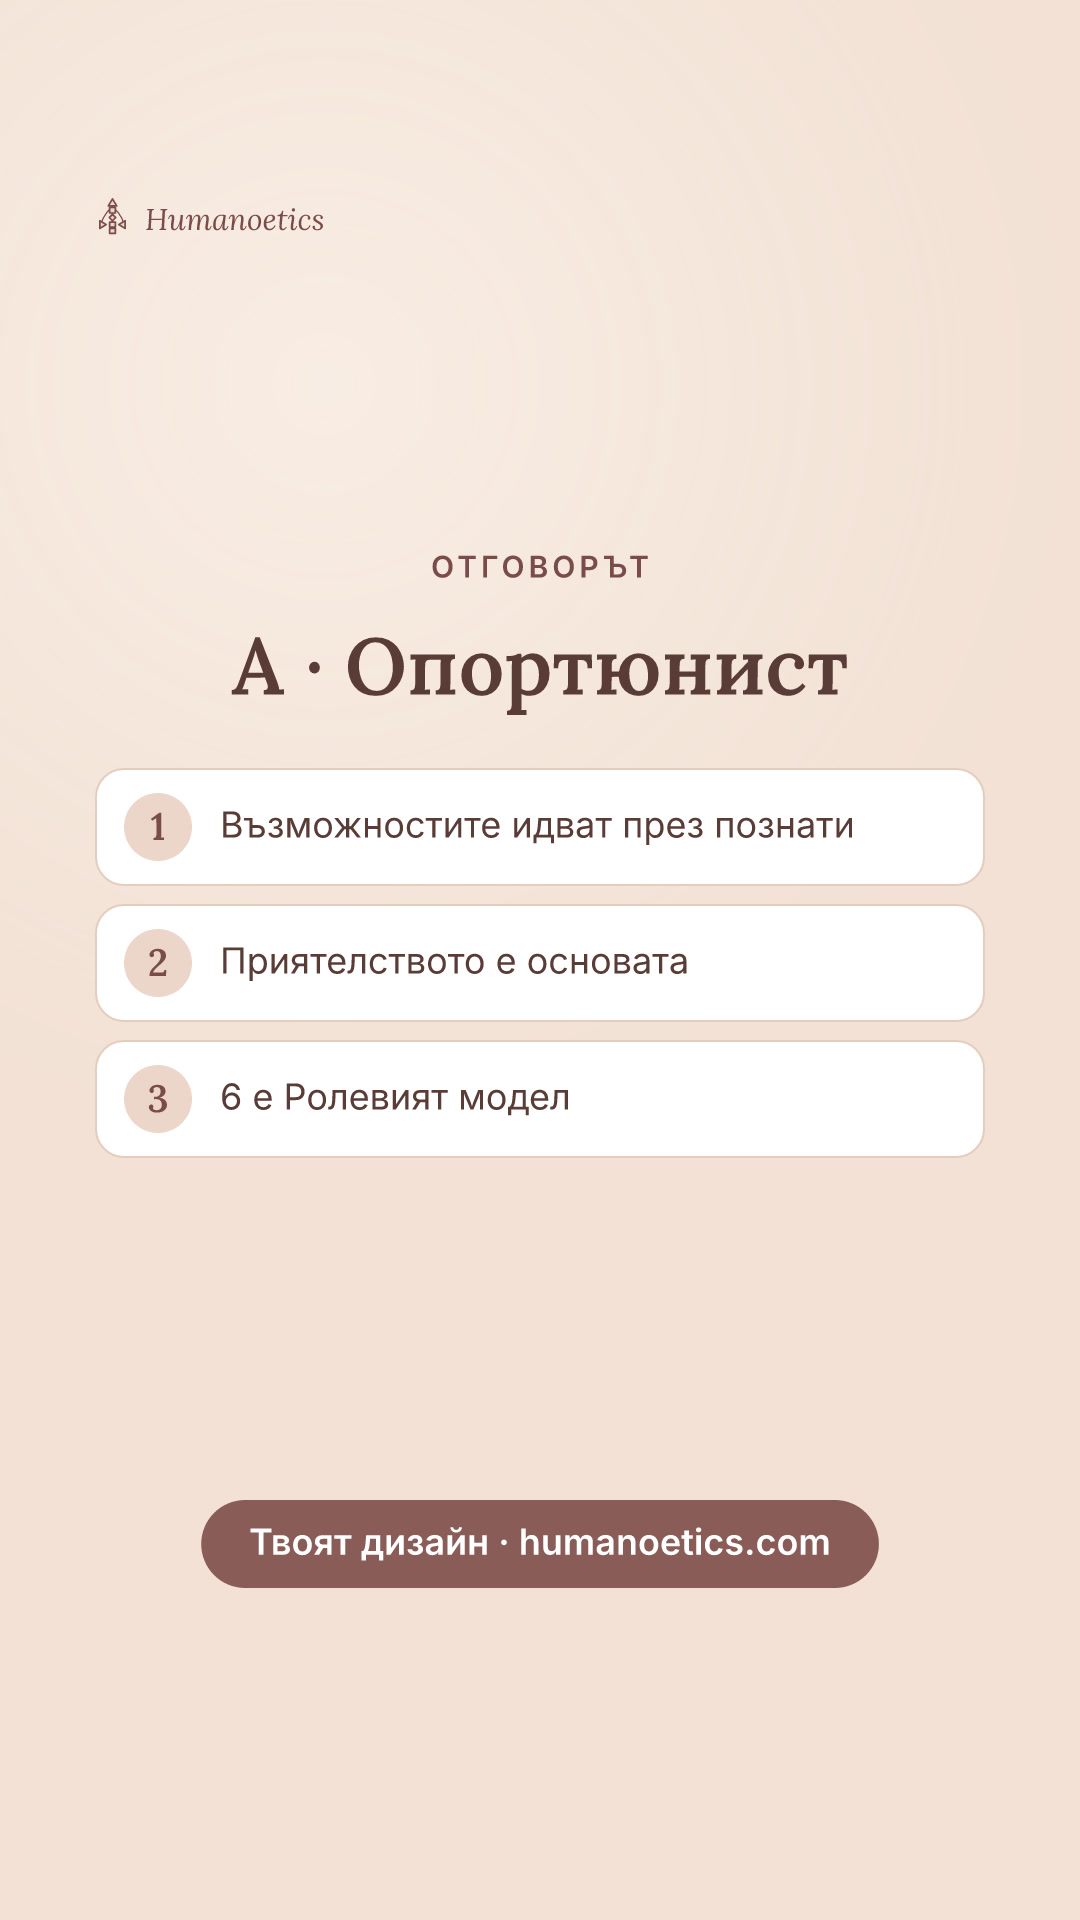 Humanoetics
ОТГОВОРЪТ
А · Опортюнист
1 Възможностите идват през познати
2 Приятелството е основата
3 6 е Ролевият модел
Твоят дизайн · humanoetics.com